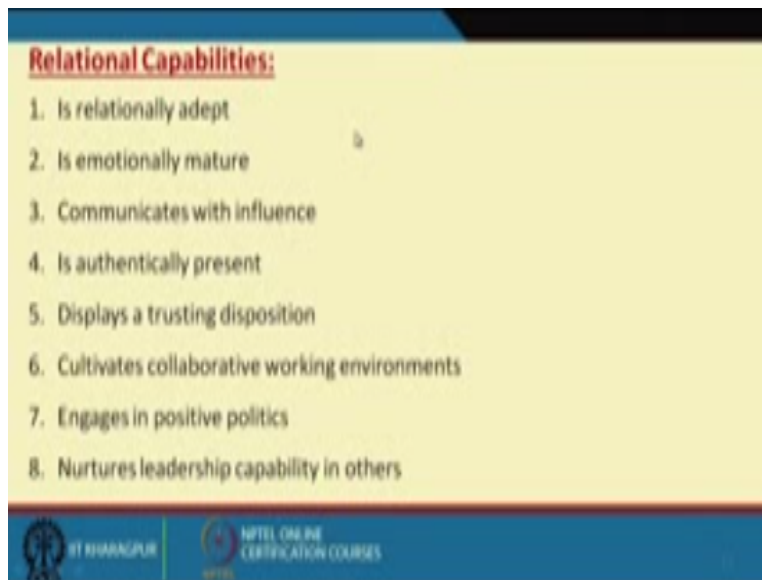 Relational Capabilities:
1. Is relationally adept
2. Is emotionally mature
3. Communicates with influence
4. Is authentically present
5. Displays a trusting disposition
6. Cultivates collaborative working environments
7. Engages in positive politics
8. Nurtures leadership capability in others
IIT KHARAGPUR
NPTEL ONLINE
CERTIFICATION COURSES
NPTEL